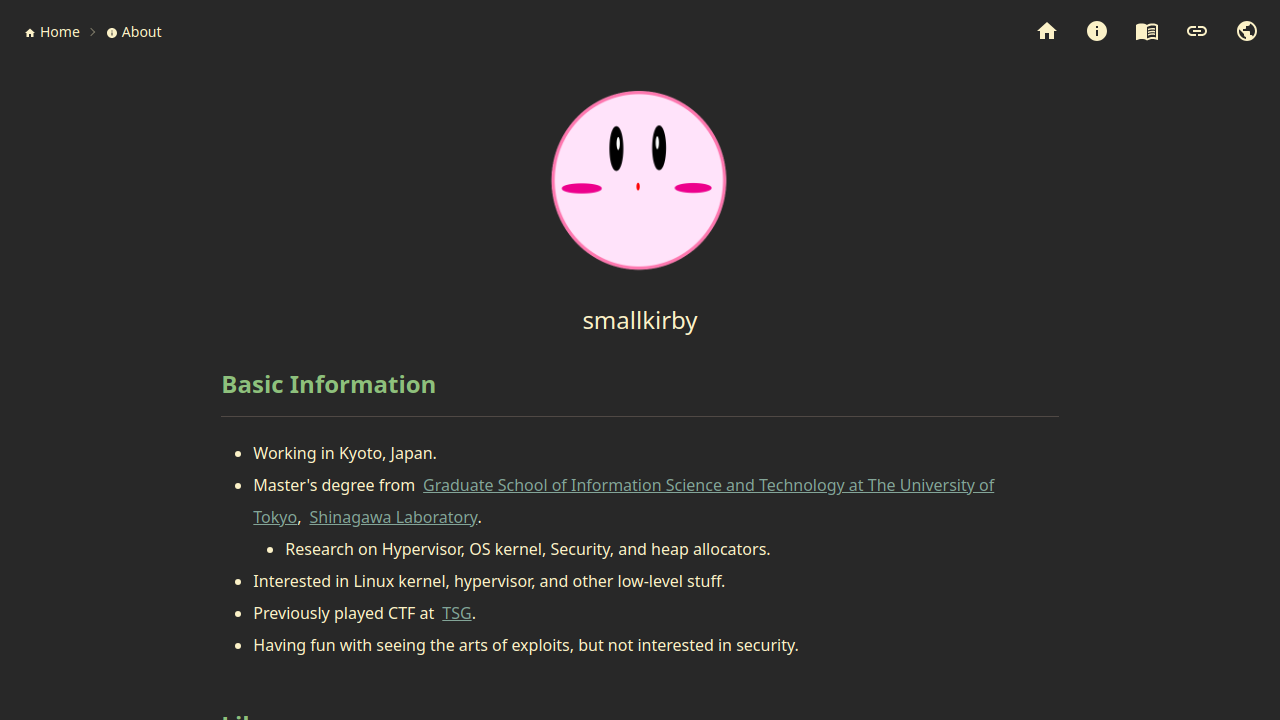 Home > About
smallkirby
Basic Information
Working in Kyoto, Japan.
Master's degree from Graduate School of Information Science and Technology at The University of
Tokyo, Shinagawa Laboratory.
Research on Hypervisor, OS kernel, Security, and heap allocators.
Interested in Linux kernel, hypervisor, and other low-level stuff.
Previously played CTF at TSG.
Having fun with seeing the arts of exploits, but not interested in security.